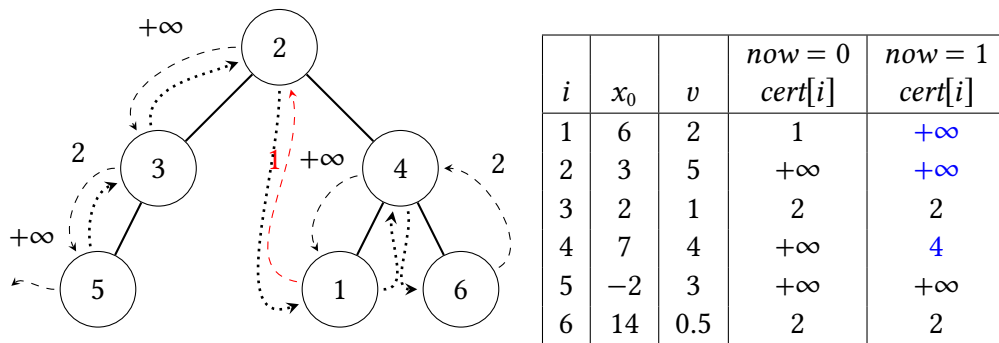 +∞
2
2
3
+∞
4
2
1
+∞
5
1
6
now = 0 now = 1
i x₀ v cert[i] cert[i]
1 6 2 1 +∞
2 3 5 +∞ +∞
3 2 1 2 2
4 7 4 +∞ 4
5 −2 3 +∞ +∞
6 14 0.5 2 2